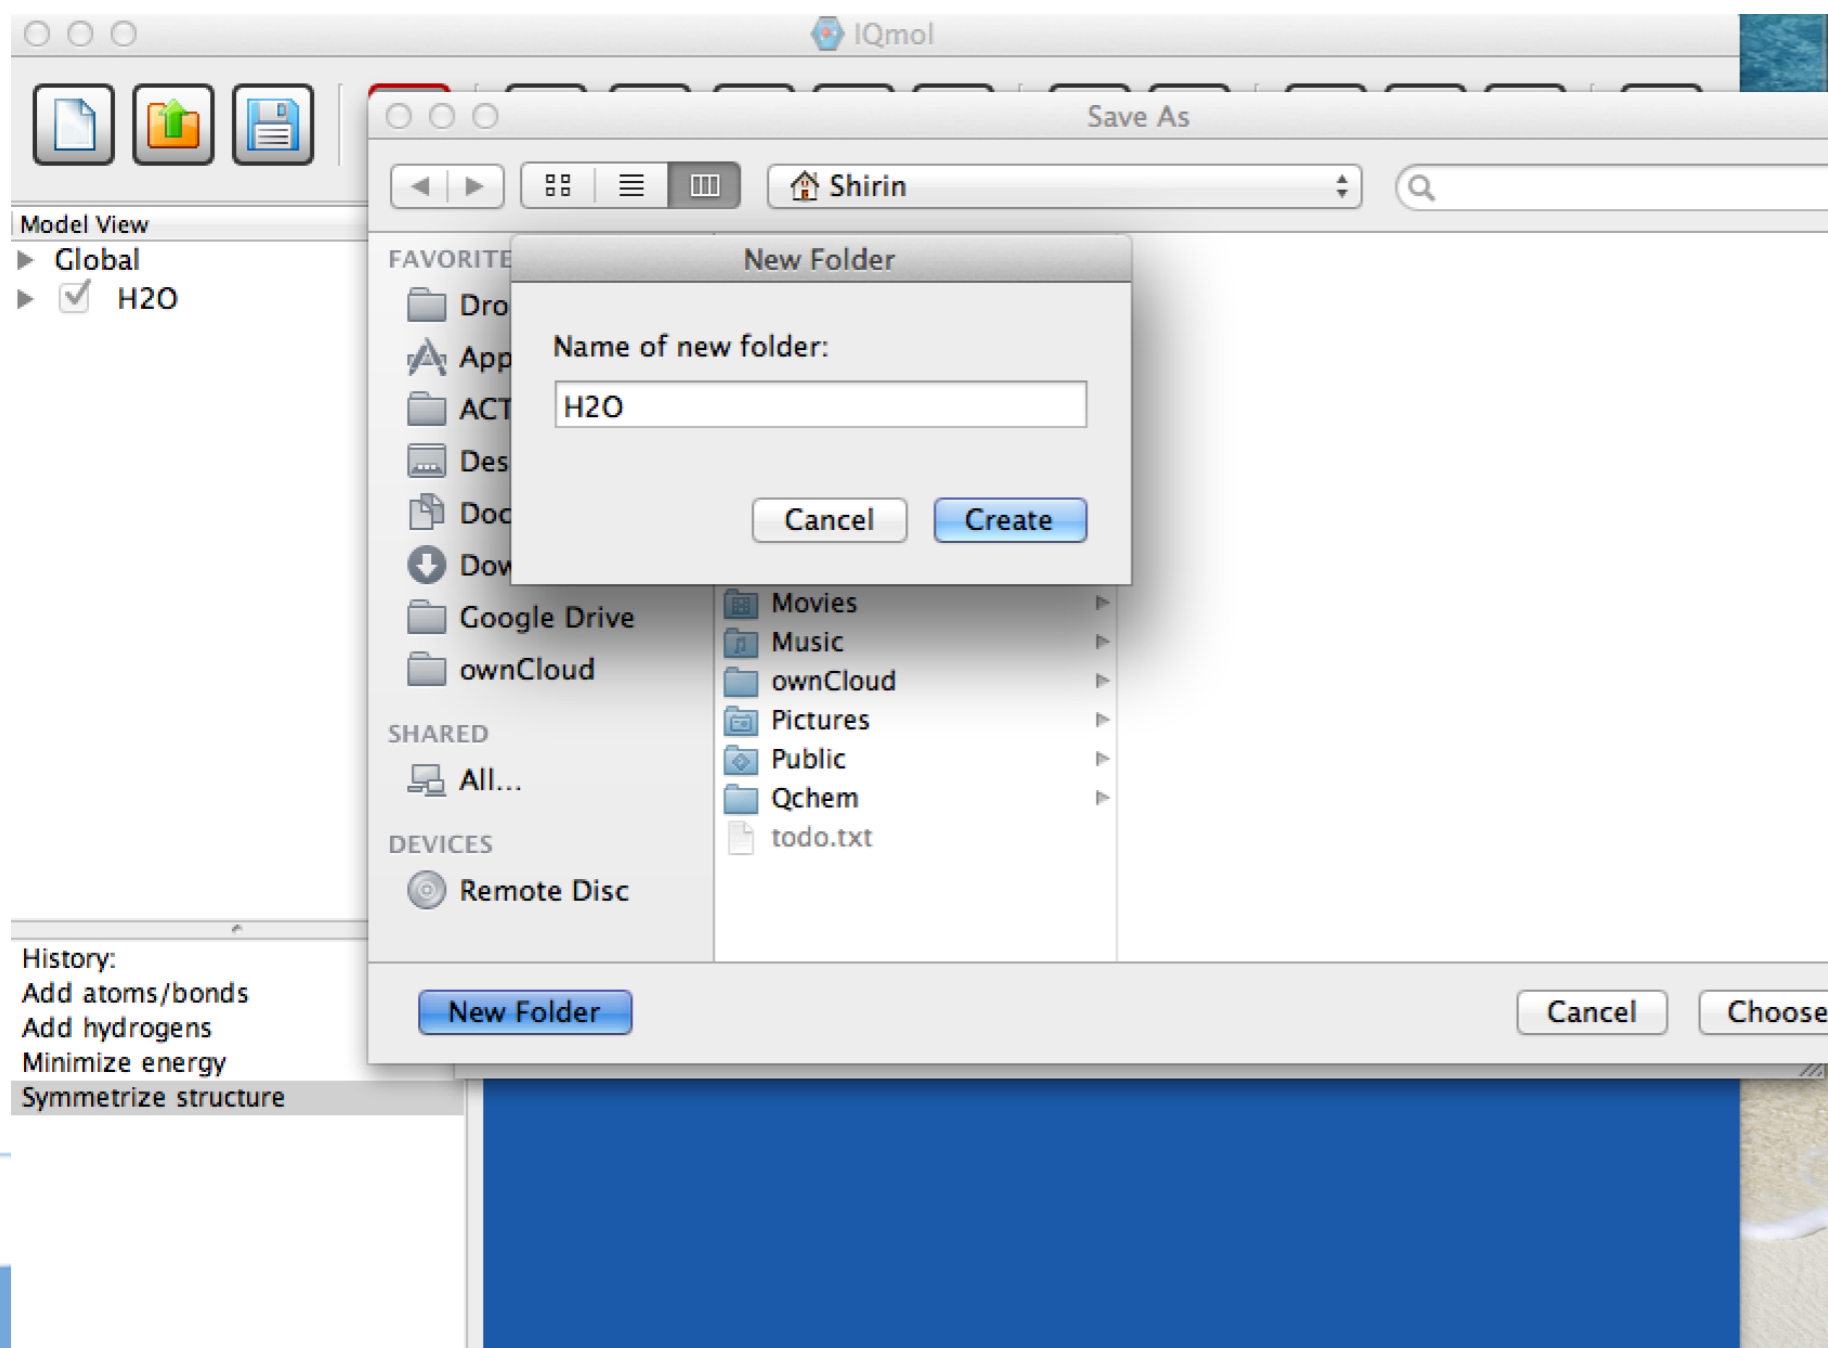 IQmol
Save As
Shirin
Model View
Global
H2O
FAVORITE
Dro
App
ACT
Des
Doc
Dow
Google Drive
ownCloud
SHARED
All...
DEVICES
Remote Disc
New Folder
Name of new folder:
H2O
Cancel
Create
Movies
Music
ownCloud
Pictures
Public
Qchem
todo.txt
New Folder
Cancel
Choose
History:
Add atoms/bonds
Add hydrogens
Minimize energy
Symmetrize structure